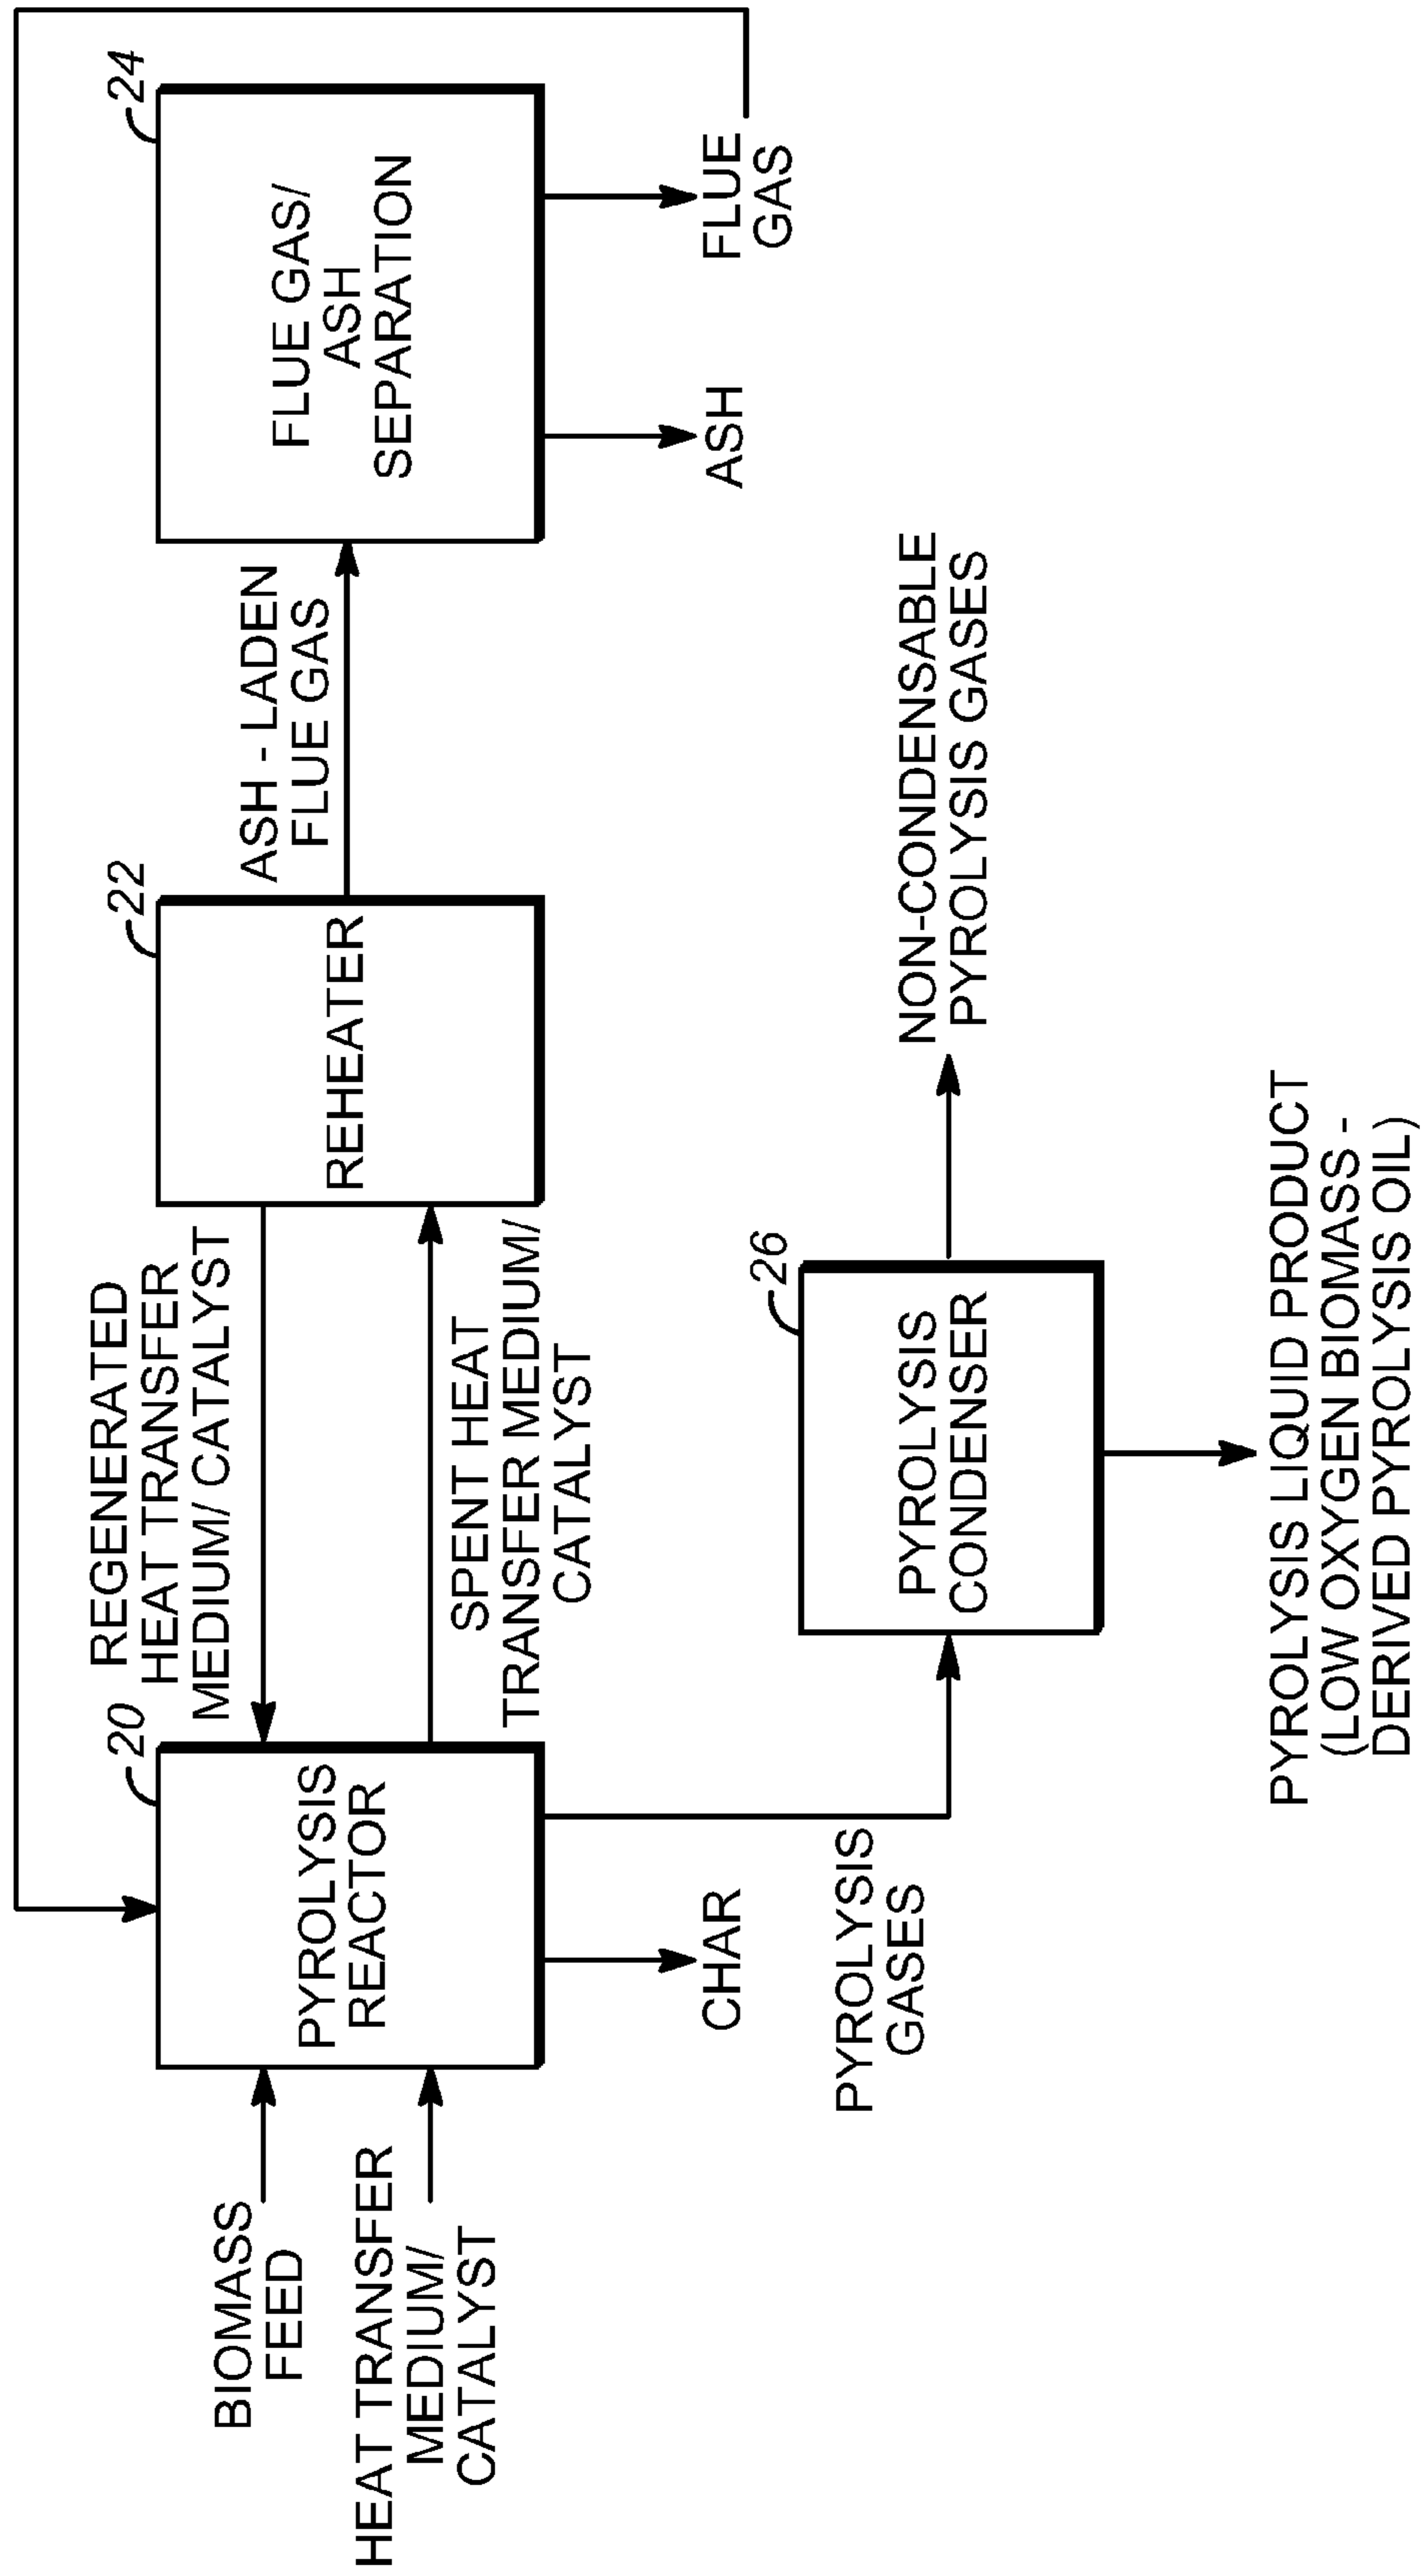 BIOMASS
FEED
HEAT TRANSFER
MEDIUM/
CATALYST
20
PYROLYSIS
REACTOR
CHAR
PYROLYSIS
GASES
REGENERATED
HEAT TRANSFER
MEDIUM/ CATALYST
SPENT HEAT
TRANSFER MEDIUM/
CATALYST
22
REHEATER
ASH - LADEN
FLUE GAS
24
FLUE GAS/
ASH
SEPARATION
ASH
FLUE
GAS
26
PYROLYSIS
CONDENSER
NON-CONDENSABLE
PYROLYSIS GASES
PYROLYSIS LIQUID PRODUCT
(LOW OXYGEN BIOMASS -
DERIVED PYROLYSIS OIL)